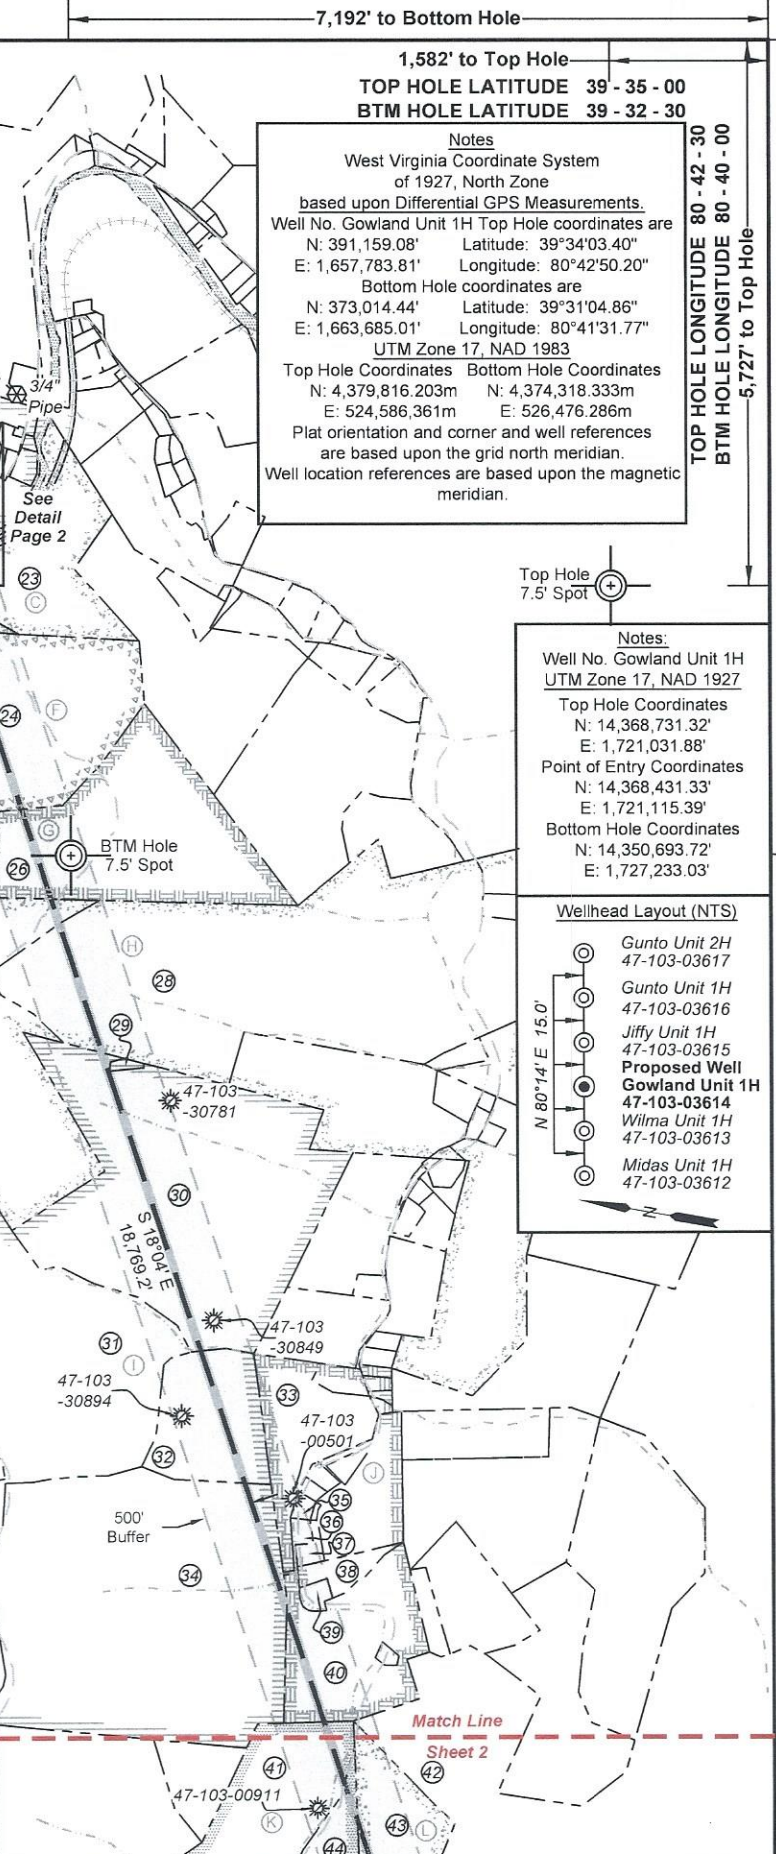 7,192' to Bottom Hole
1,582' to Top Hole
TOP HOLE LATITUDE 39 - 35 - 00
BTM HOLE LATITUDE 39 - 32 - 30
TOP HOLE LONGITUDE 80 - 42 - 30
BTM HOLE LONGITUDE 80 - 40 - 00
5,727' to Top Hole
Notes
West Virginia Coordinate System
of 1927, North Zone
based upon Differential GPS Measurements.
Well No. Gowland Unit 1H Top Hole coordinates are
N: 391,159.08' Latitude: 39°34'03.40"
E: 1,657,783.81' Longitude: 80°42'50.20"
Bottom Hole coordinates are
N: 373,014.44' Latitude: 39°31'04.86"
E: 1,663,685.01' Longitude: 80°41'31.77"
UTM Zone 17, NAD 1983
Top Hole Coordinates Bottom Hole Coordinates
N: 4,379,816.203m N: 4,374,318.333m
E: 524,586,361m E: 526,476.286m
Plat orientation and corner and well references
are based upon the grid north meridian.
Well location references are based upon the magnetic
meridian.
3/4"
Pipe
See
Detail
Page 2
23
C
Top Hole
7.5' Spot
Notes:
Well No. Gowland Unit 1H
UTM Zone 17, NAD 1927
Top Hole Coordinates
N: 14,368,731.32'
E: 1,721,031.88'
Point of Entry Coordinates
N: 14,368,431.33'
E: 1,721,115.39'
Bottom Hole Coordinates
N: 14,350,693.72'
E: 1,727,233.03'
24
F
G
BTM Hole
7.5' Spot
26
Wellhead Layout (NTS)
Gunto Unit 2H
47-103-03617
Gunto Unit 1H
47-103-03616
Jiffy Unit 1H
47-103-03615
Proposed Well
Gowland Unit 1H
47-103-03614
Wilma Unit 1H
47-103-03613
Midas Unit 1H
47-103-03612
N 80°14' E 15.0'
Z
H
28
29
47-103
-30781
30
S 18°04' E
18,769.2'
47-103
-30849
31
I
47-103
-30894
33
47-103
-00501
32
J
35
500'
Buffer
36
37
38
34
39
40
Match Line
Sheet 2
41
42
47-103-00911
K
43
L
44